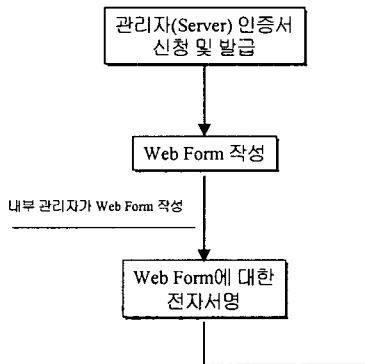 관리자(Server) 인증서
신청 및 발급
Web Form 작성
내부 관리자가 Web Form 작성
Web Form에 대한
전자서명